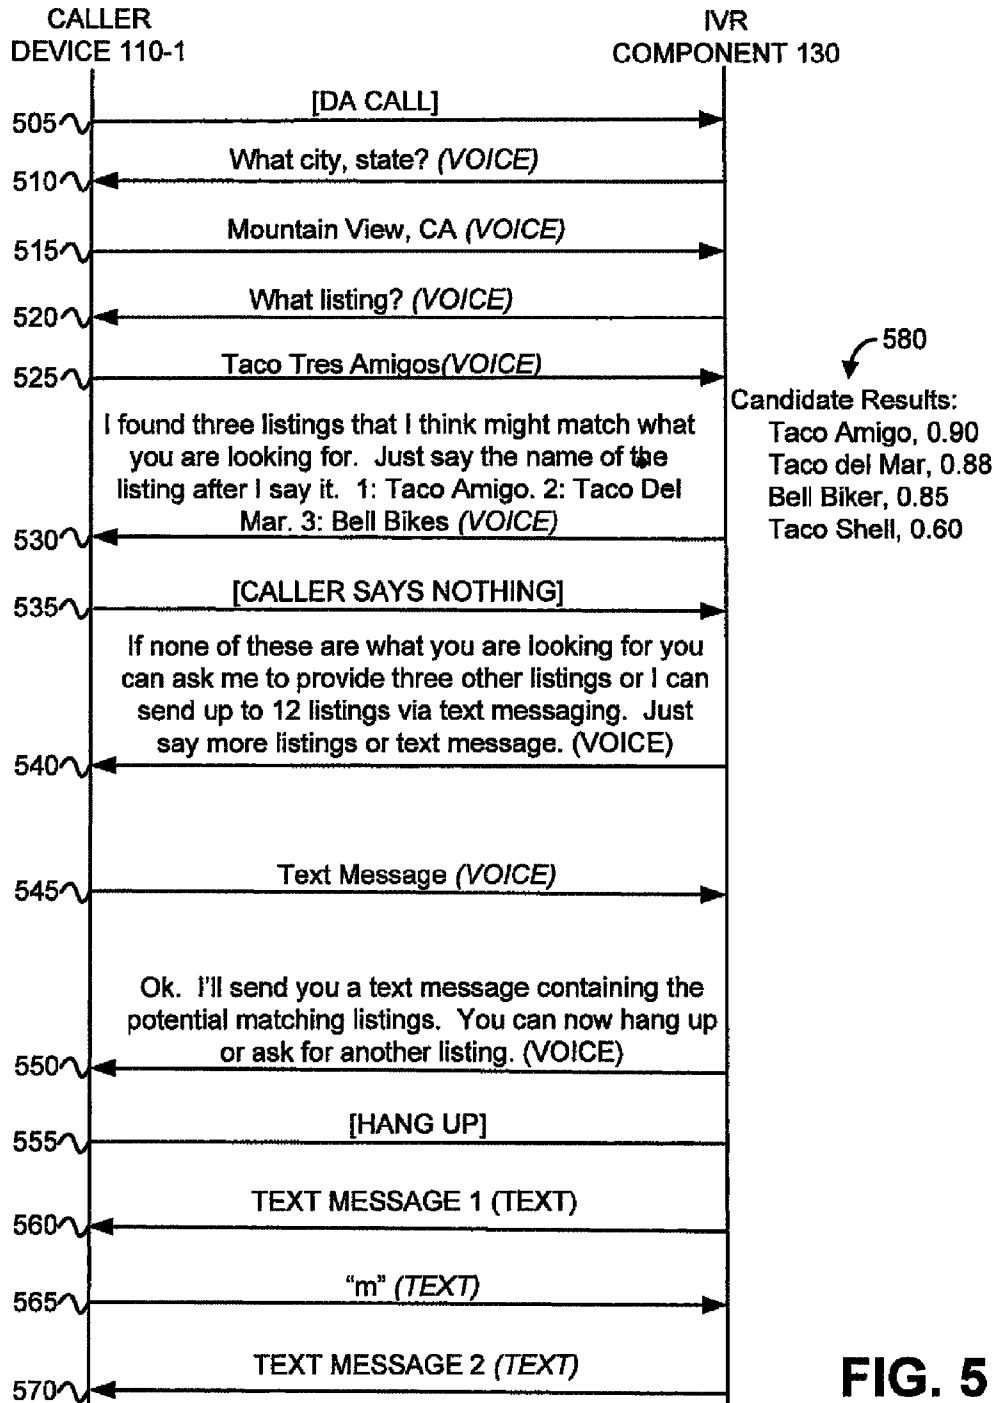 CALLER
DEVICE 110-1
IVR
COMPONENT 130
[DA CALL]
505
What city, state? (VOICE)
510
Mountain View, CA (VOICE)
515
What listing? (VOICE)
520
Taco Tres Amigos(VOICE)
525
580
Candidate Results:
Taco Amigo, 0.90
Taco del Mar, 0.88
Bell Biker, 0.85
Taco Shell, 0.60
I found three listings that I think might match what
you are looking for. Just say the name of the
listing after I say it. 1: Taco Amigo. 2: Taco Del
Mar. 3: Bell Bikes (VOICE)
530
[CALLER SAYS NOTHING]
535
If none of these are what you are looking for you
can ask me to provide three other listings or I can
send up to 12 listings via text messaging. Just
say more listings or text message. (VOICE)
540
Text Message (VOICE)
545
Ok. I'll send you a text message containing the
potential matching listings. You can now hang up
or ask for another listing. (VOICE)
550
[HANG UP]
555
TEXT MESSAGE 1 (TEXT)
560
“m” (TEXT)
565
TEXT MESSAGE 2 (TEXT)
570
FIG. 5